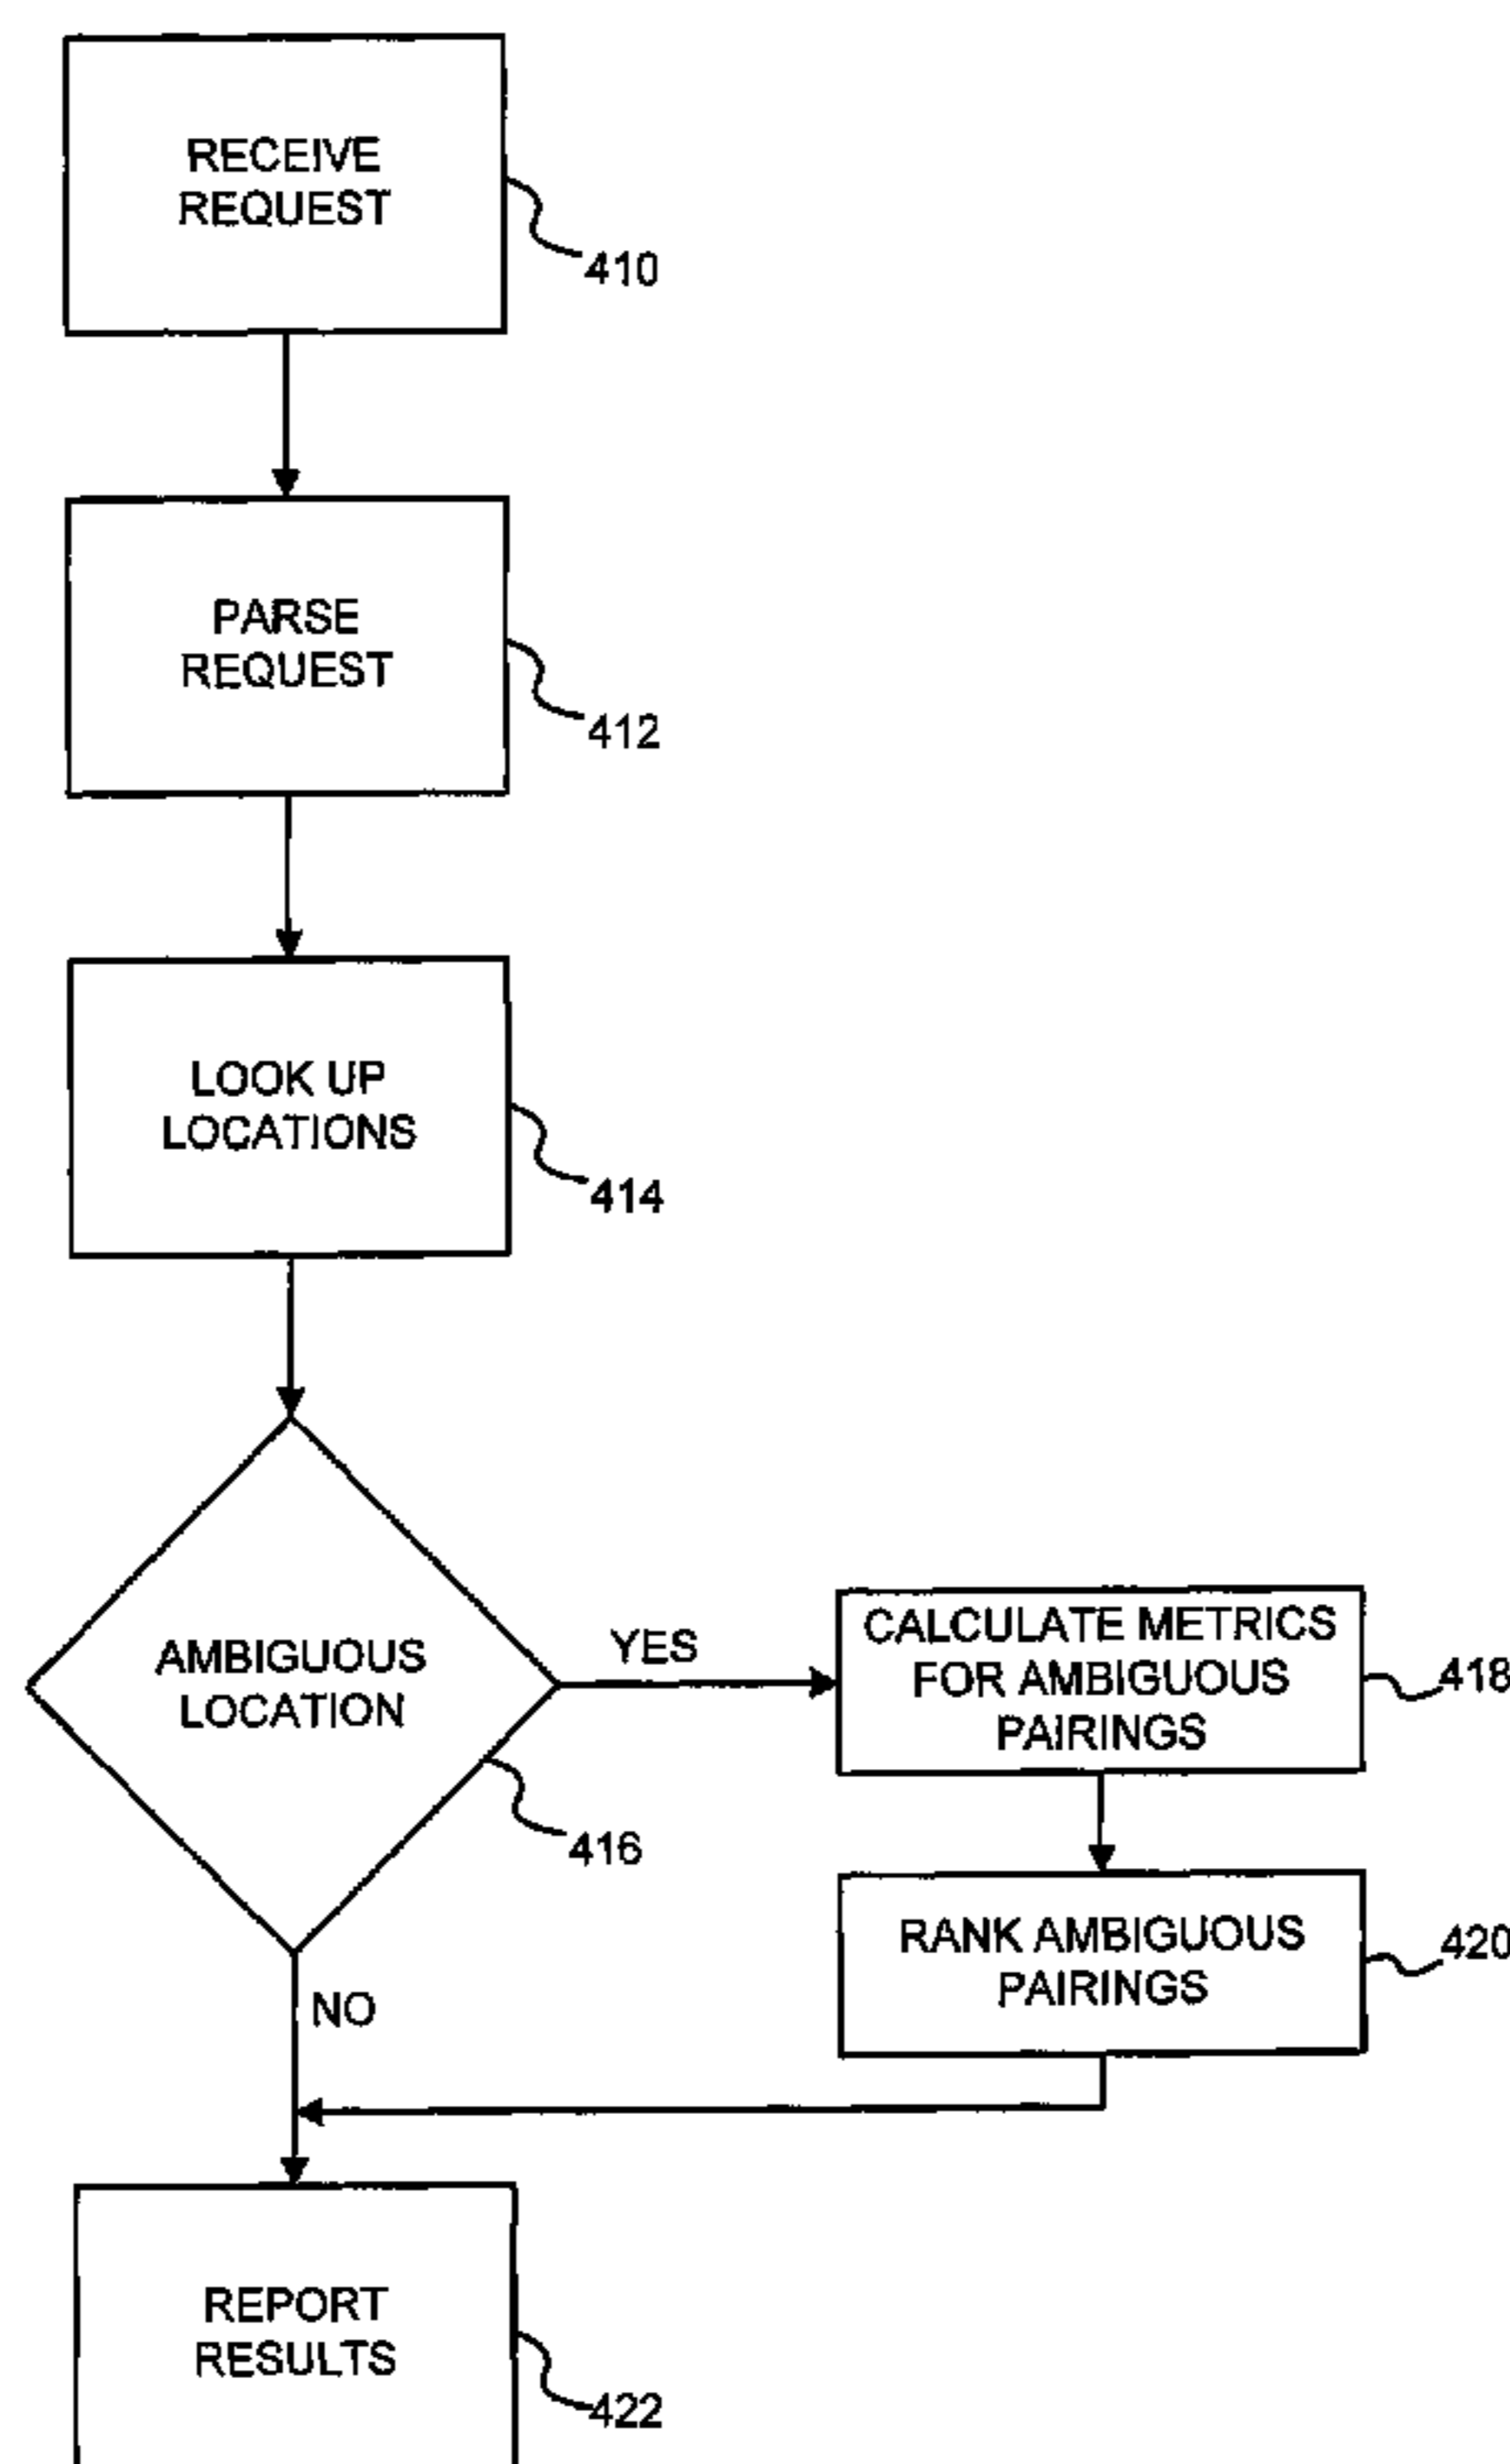 RECEIVE
REQUEST
410
PARSE
REQUEST
412
LOOK UP
LOCATIONS
414
AMBIGUOUS
LOCATION
416
YES
CALCULATE METRICS
FOR AMBIGUOUS
PAIRINGS
418
RANK AMBIGUOUS
PAIRINGS
420
NO
REPORT
RESULTS
422